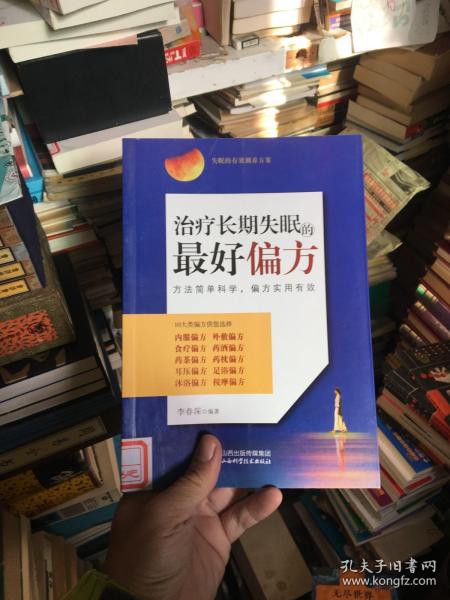 失眠的有效调养方案
治疗长期失眠的
最好偏方
方法简单科学，偏方实用有效
10大类偏方供您选择
内服偏方 外敷偏方
食疗偏方 药酒偏方
药茶偏方 药枕偏方
耳压偏方 足浴偏方
沐浴偏方 按摩偏方
李春深◎编著
山西出版传媒集团
山西科学技术出版社
无尽世界
孔夫子旧书网
www.kongfz.com